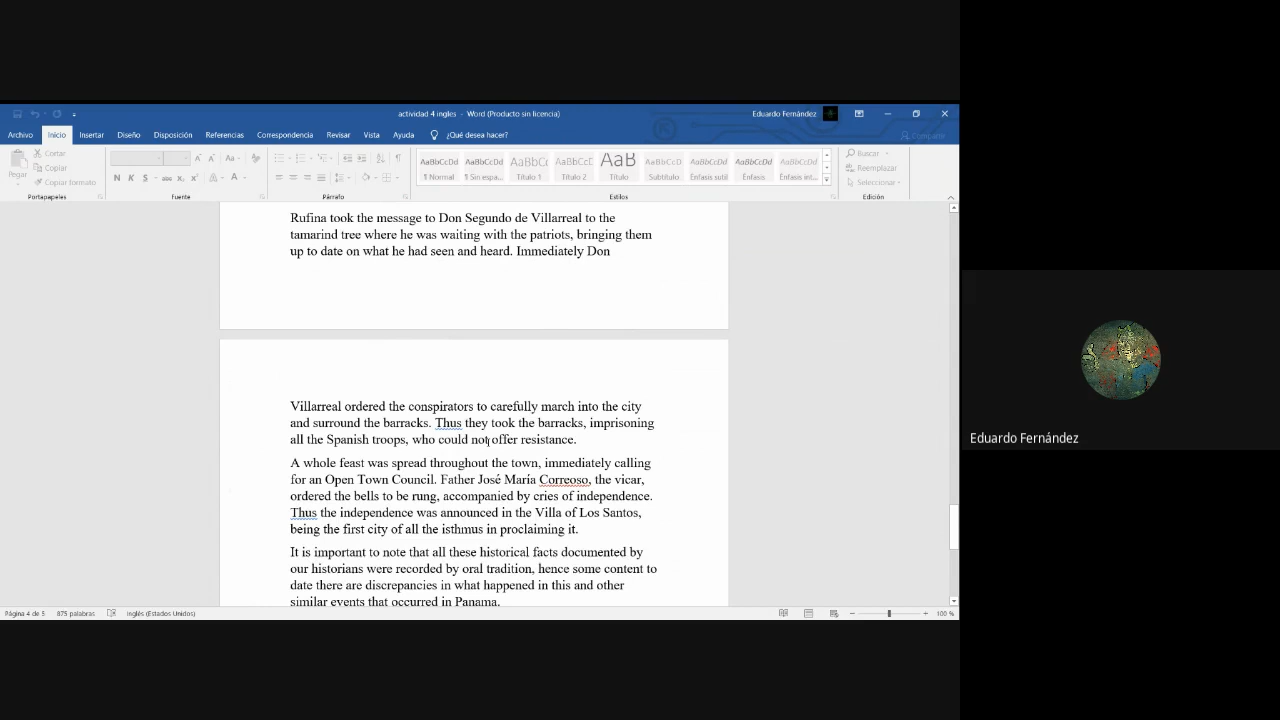 actividad 4 ingles - Word (Producto sin licencia)
Eduardo Fernández
Archivo Inicio Insertar Diseño Disposición Referencias Correspondencia Revisar Vista Ayuda ¿Qué desea hacer? Compartir
Pegar
Cortar
Copiar
Copiar formato
Portapapeles
N K S abc x₂ x² A A
Aa
Fuente
Párrafo
AaBbCcDd AaBbCcDd AaBbCc AaBbCcD AaB AaBbCcD AaBbCcDd AaBbCcDd AaBbCcDd
¶ Normal ¶ Sin espa... Título 1 Título 2 Título Subtítulo Énfasis sutil Énfasis Énfasis int...
Estilos
Buscar
Reemplazar
Seleccionar
Edición
Rufina took the message to Don Segundo de Villarreal to the
tamarind tree where he was waiting with the patriots, bringing them
up to date on what he had seen and heard. Immediately Don
Villarreal ordered the conspirators to carefully march into the city
and surround the barracks. Thus they took the barracks, imprisoning
all the Spanish troops, who could not offer resistance.
A whole feast was spread throughout the town, immediately calling
for an Open Town Council. Father José María Correoso, the vicar,
ordered the bells to be rung, accompanied by cries of independence.
Thus the independence was announced in the Villa of Los Santos,
being the first city of all the isthmus in proclaiming it.
It is important to note that all these historical facts documented by
our historians were recorded by oral tradition, hence some content to
date there are discrepancies in what happened in this and other
similar events that occurred in Panama.
Página 4 de 5 875 palabras inglés (Estados Unidos) 100 %
Eduardo Fernández